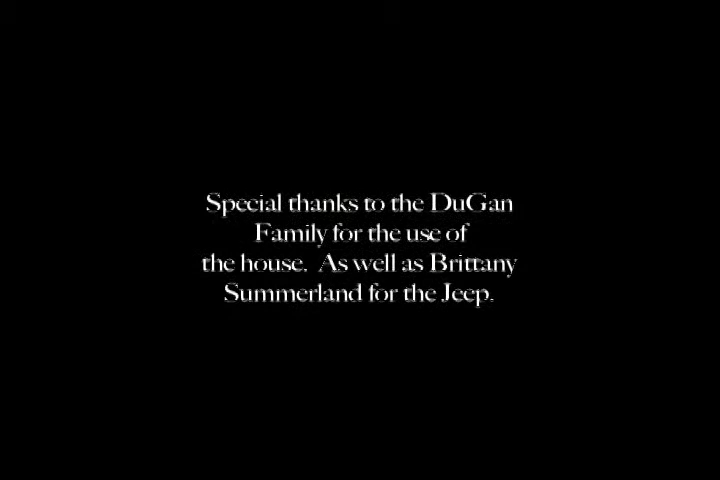 Special thanks to the DuGan
Family for the use of
the house.  As well as Brittany
Summerland for the Jeep.